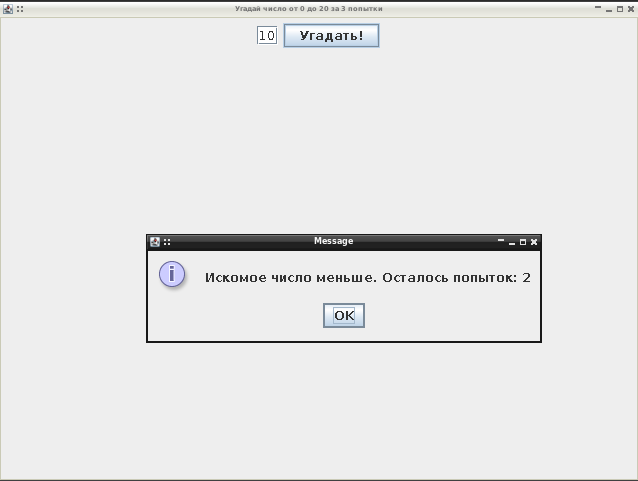 Угадай число от 0 до 20 за 3 попытки
10 Угадать!
Message
Искомое число меньше. Осталось попыток: 2
OK